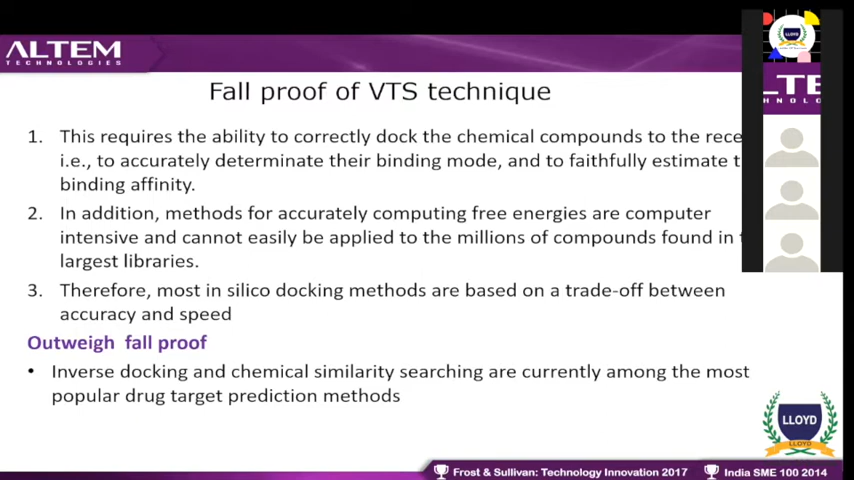 ALTEM
TECHNOLOGIES
Fall proof of VTS technique
1. This requires the ability to correctly dock the chemical compounds to the
i.e., to accurately determinate their binding mode, and to faithfully estimate
binding affinity.
2. In addition, methods for accurately computing free energies are computer
intensive and cannot easily be applied to the millions of compounds found in
largest libraries.
3. Therefore, most in silico docking methods are based on a trade-off between
accuracy and speed
Outweigh fall proof
• Inverse docking and chemical similarity searching are currently among the most
popular drug target prediction methods
LLOYD
LLOYD
LLOYD
Frost & Sullivan: Technology Innovation 2017
India SME 100 2014